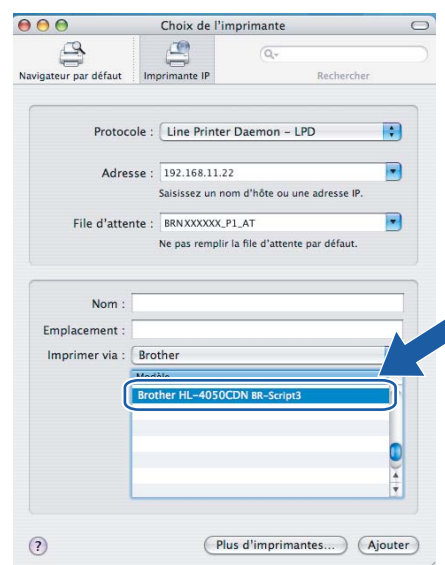 Choix de l'imprimante
Navigateur par défaut
Imprimante IP
Rechercher
Protocole : Line Printer Daemon – LPD
Adresse : 192.168.11.22
Saisissez un nom d'hôte ou une adresse IP.
File d'attente : BRNXXXXXX_P1_AT
Ne pas remplir la file d'attente par défaut.
Nom :
Emplacement :
Imprimer via : Brother
Modèle
Brother HL-4050CDN BR-Script3
? Plus d'imprimantes... Ajouter